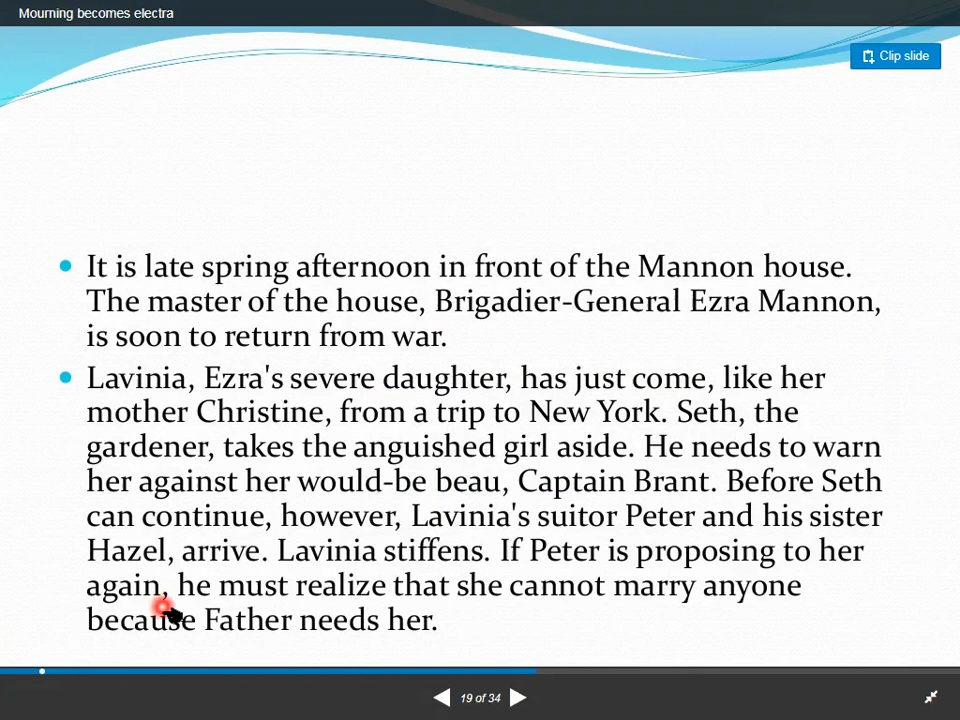 Mourning becomes electra
Clip slide
• It is late spring afternoon in front of the Mannon house.
The master of the house, Brigadier-General Ezra Mannon,
is soon to return from war.
• Lavinia, Ezra's severe daughter, has just come, like her
mother Christine, from a trip to New York. Seth, the
gardener, takes the anguished girl aside. He needs to warn
her against her would-be beau, Captain Brant. Before Seth
can continue, however, Lavinia's suitor Peter and his sister
Hazel, arrive. Lavinia stiffens. If Peter is proposing to her
again, he must realize that she cannot marry anyone
because Father needs her.
19 of 34